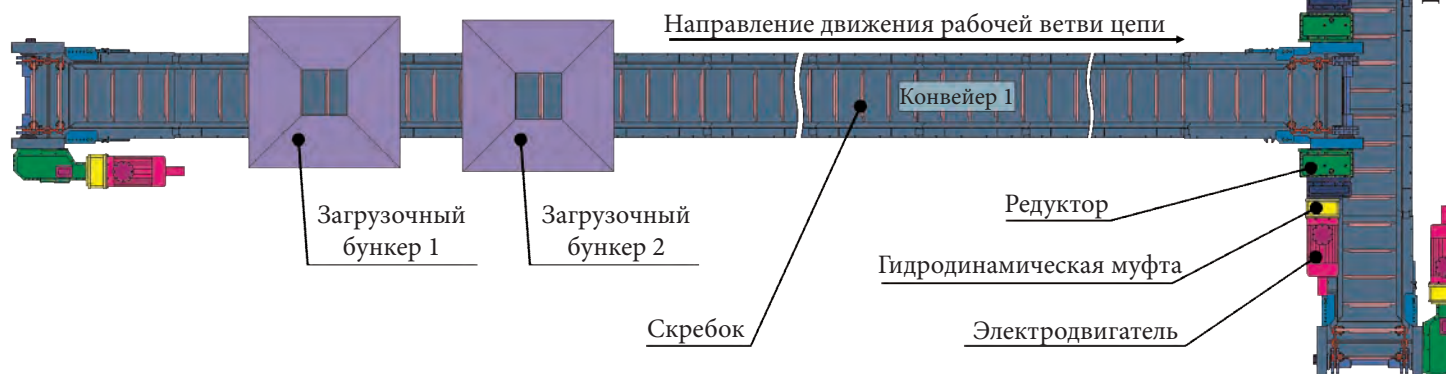 Направление движения рабочей ветви цепи
Конвейер 1
Загрузочный
бункер 1
Загрузочный
бункер 2
Редуктор
Гидродинамическая муфта
Скребок
Электродвигатель